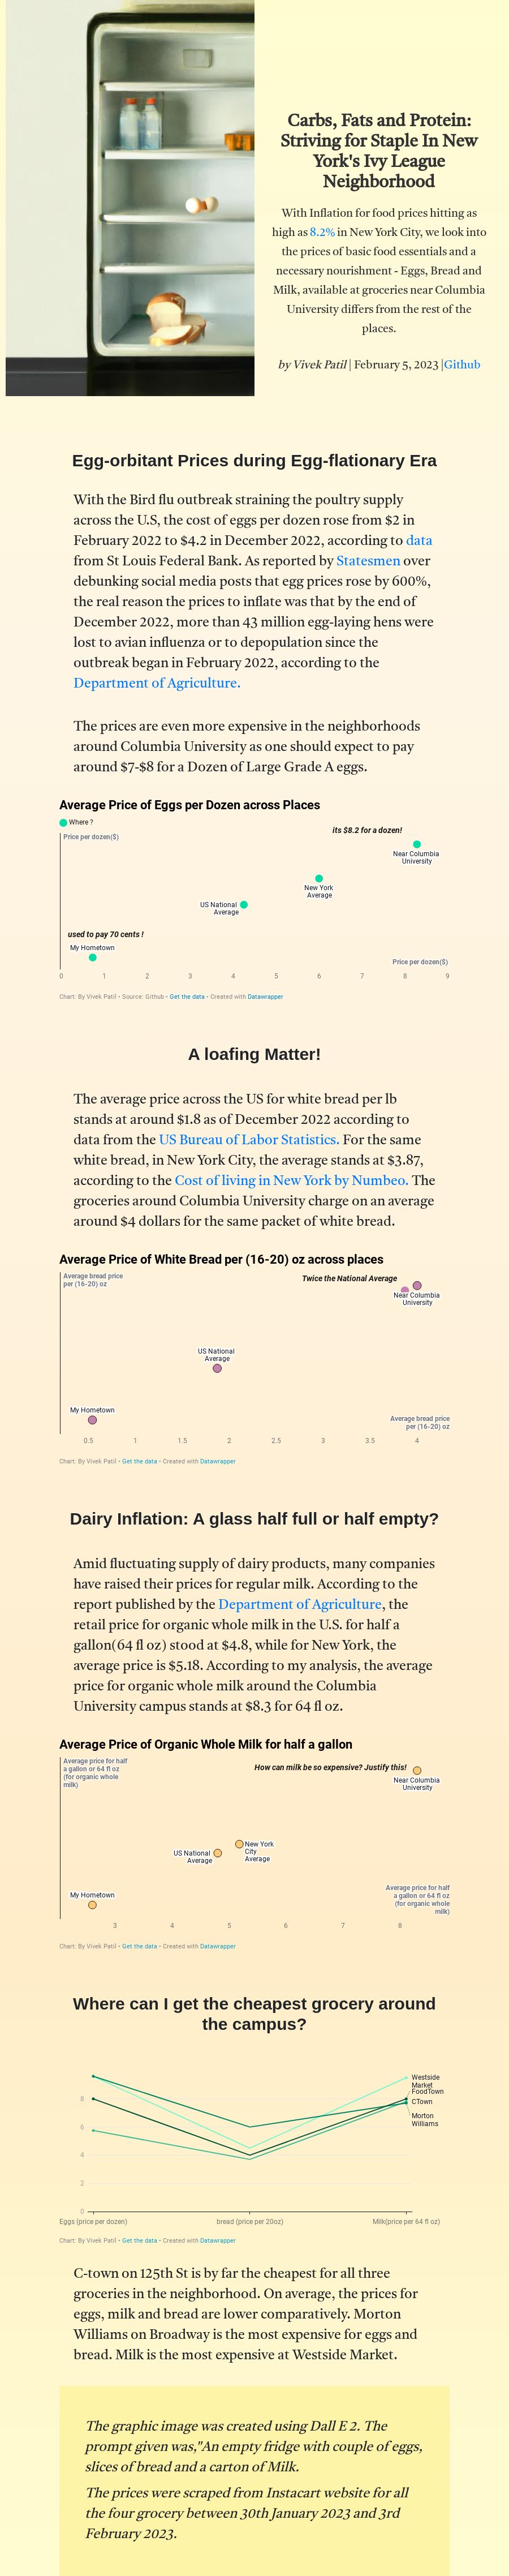 Carbs, Fats and Protein:
Striving for Staple In New
York's Ivy League
Neighborhood
With Inflation for food prices hitting as
high as 8.2% in New York City, we look into
the prices of basic food essentials and a
necessary nourishment - Eggs, Bread and
Milk, available at groceries near Columbia
University differs from the rest of the
places.
by Vivek Patil | February 5, 2023 |Github
Egg-orbitant Prices during Egg-flationary Era
With the Bird flu outbreak straining the poultry supply
across the U.S, the cost of eggs per dozen rose from $2 in
February 2022 to $4.2 in December 2022, according to data
from St Louis Federal Bank. As reported by Statesmen over
debunking social media posts that egg prices rose by 600%,
the real reason the prices to inflate was that by the end of
December 2022, more than 43 million egg-laying hens were
lost to avian influenza or to depopulation since the
outbreak began in February 2022, according to the
Department of Agriculture.
The prices are even more expensive in the neighborhoods
around Columbia University as one should expect to pay
around $7-$8 for a Dozen of Large Grade A eggs.
Average Price of Eggs per Dozen across Places
Where ?
its $8.2 for a dozen!
Price per dozen($)
Near Columbia
University
New York
Average
US National
Average
used to pay 70 cents !
My Hometown
Price per dozen($)
0 1 2 3 4 5 6 7 8 9
Chart: By Vivek Patil • Source: Github • Get the data • Created with Datawrapper
A loafing Matter!
The average price across the US for white bread per lb
stands at around $1.8 as of December 2022 according to
data from the US Bureau of Labor Statistics. For the same
white bread, in New York City, the average stands at $3.87,
according to the Cost of living in New York by Numbeo. The
groceries around Columbia University charge on an average
around $4 dollars for the same packet of white bread.
Average Price of White Bread per (16-20) oz across places
Average bread price
per (16-20) oz
Twice the National Average
Near Columbia
University
US National
Average
My Hometown
Average bread price
per (16-20) oz
0.5 1 1.5 2 2.5 3 3.5 4
Chart: By Vivek Patil • Get the data • Created with Datawrapper
Dairy Inflation: A glass half full or half empty?
Amid fluctuating supply of dairy products, many companies
have raised their prices for regular milk. According to the
report published by the Department of Agriculture, the
retail price for organic whole milk in the U.S. for half a
gallon(64 fl oz) stood at $4.8, while for New York, the
average price is $5.18. According to my analysis, the average
price for organic whole milk around the Columbia
University campus stands at $8.3 for 64 fl oz.
Average Price of Organic Whole Milk for half a gallon
Average price for half
a gallon or 64 fl oz
(for organic whole
milk)
How can milk be so expensive? Justify this!
Near Columbia
University
New York
City
Average
US National
Average
My Hometown
Average price for half
a gallon or 64 fl oz
(for organic whole
milk)
3 4 5 6 7 8
Chart: By Vivek Patil • Get the data • Created with Datawrapper
Where can I get the cheapest grocery around
the campus?
Westside
Market
FoodTown
CTown
Morton
Williams
8
6
4
2
0
Eggs (price per dozen) bread (price per 20oz) Milk(price per 64 fl oz)
Chart: By Vivek Patil • Get the data • Created with Datawrapper
C-town on 125th St is by far the cheapest for all three
groceries in the neighborhood. On average, the prices for
eggs, milk and bread are lower comparatively. Morton
Williams on Broadway is the most expensive for eggs and
bread. Milk is the most expensive at Westside Market.
The graphic image was created using Dall E 2. The
prompt given was,"An empty fridge with couple of eggs,
slices of bread and a carton of Milk.
The prices were scraped from Instacart website for all
the four grocery between 30th January 2023 and 3rd
February 2023.